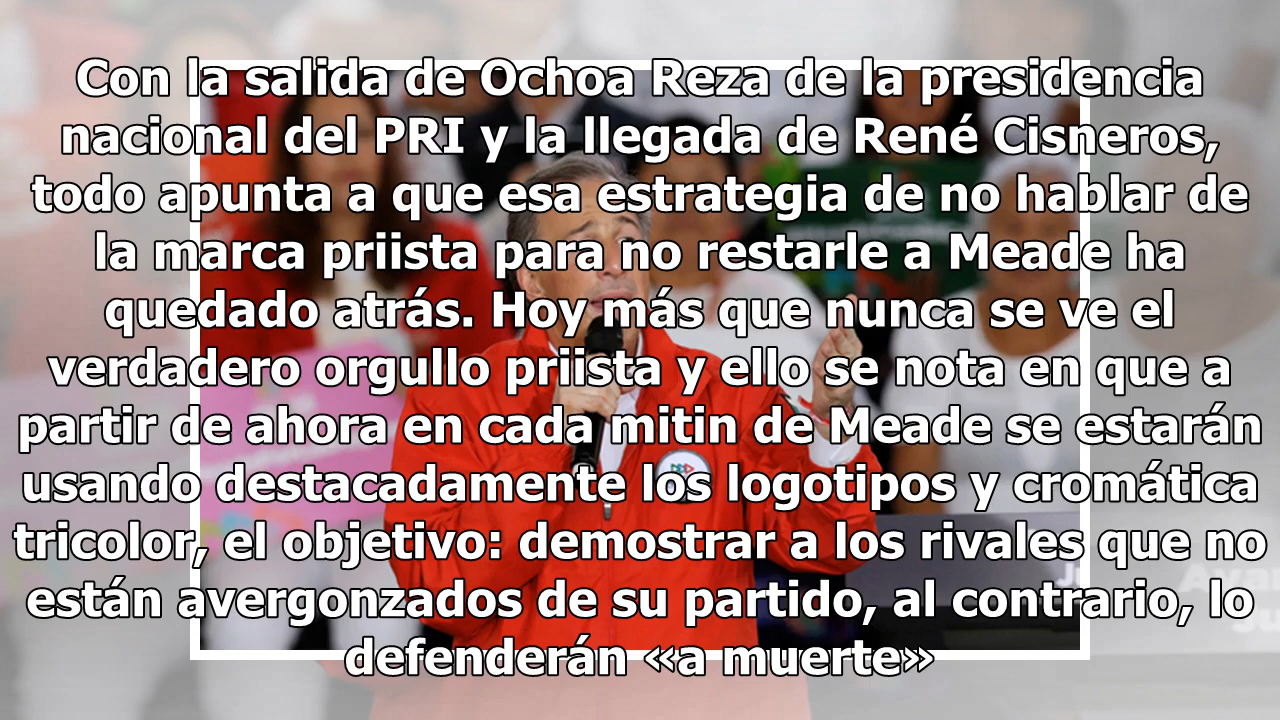 Con la salida de Ochoa Reza de la presidencia
nacional del PRI y la llegada de René Cisneros,
todo apunta a que esa estrategia de no hablar de
la marca priista para no restarle a Meade ha
quedado atrás. Hoy más que nunca se ve el
verdadero orgullo priista y ello se nota en que a
partir de ahora en cada mitin de Meade se estarán
usando destacadamente los logotipos y cromática
tricolor, el objetivo: demostrar a los rivales que no
están avergonzados de su partido, al contrario, lo
defenderán «a muerte»